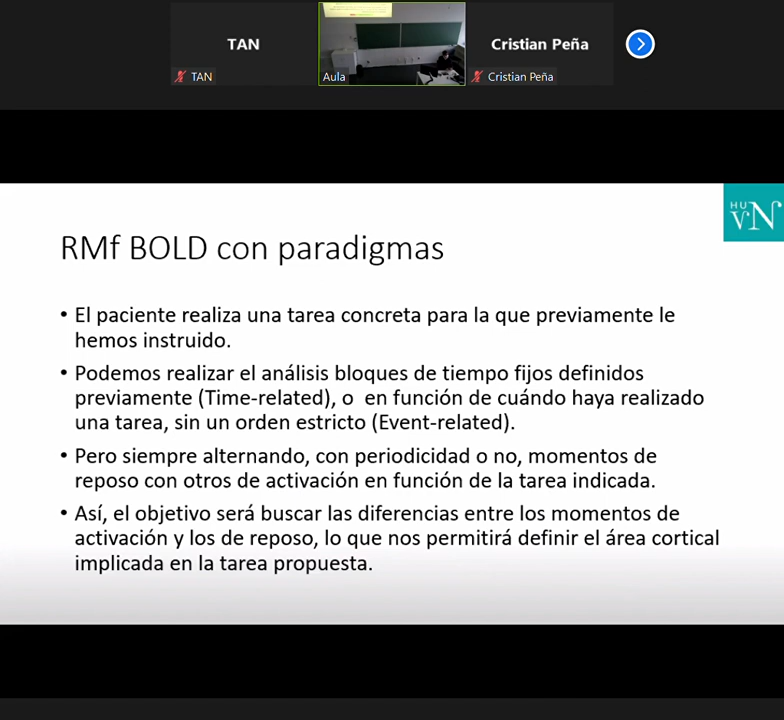 TAN
Cristian Peña
TAN
Aula
Cristian Peña
HU
VN
RMf BOLD con paradigmas
• El paciente realiza una tarea concreta para la que previamente le
hemos instruido.
• Podemos realizar el análisis bloques de tiempo fijos definidos
previamente (Time-related), o en función de cuándo haya realizado
una tarea, sin un orden estricto (Event-related).
• Pero siempre alternando, con periodicidad o no, momentos de
reposo con otros de activación en función de la tarea indicada.
• Así, el objetivo será buscar las diferencias entre los momentos de
activación y los de reposo, lo que nos permitirá definir el área cortical
implicada en la tarea propuesta.